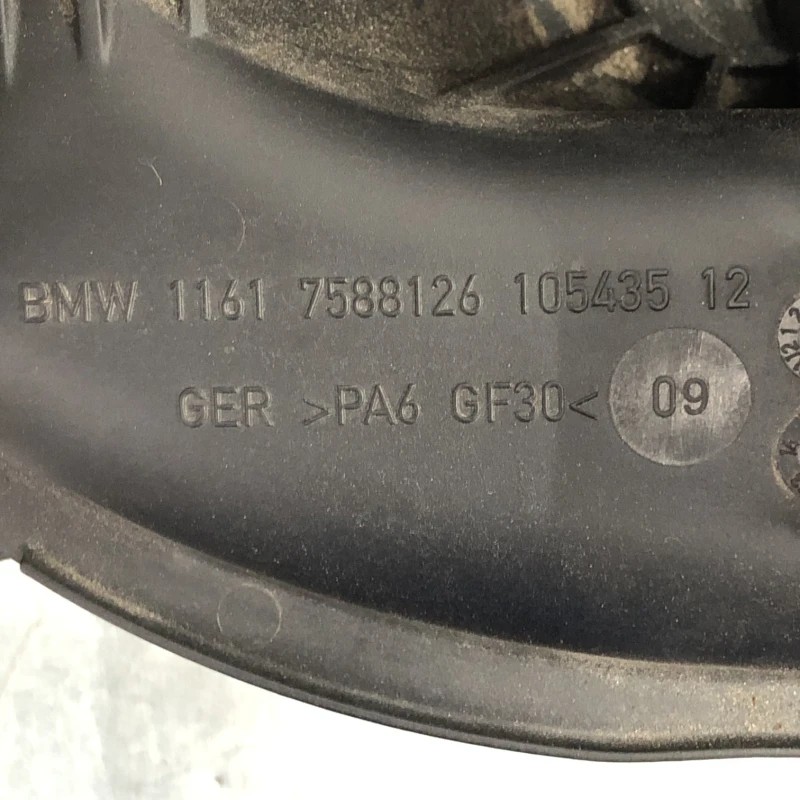 BMW 1161 7588126 105435 12
GER >PA6 GF30< 09